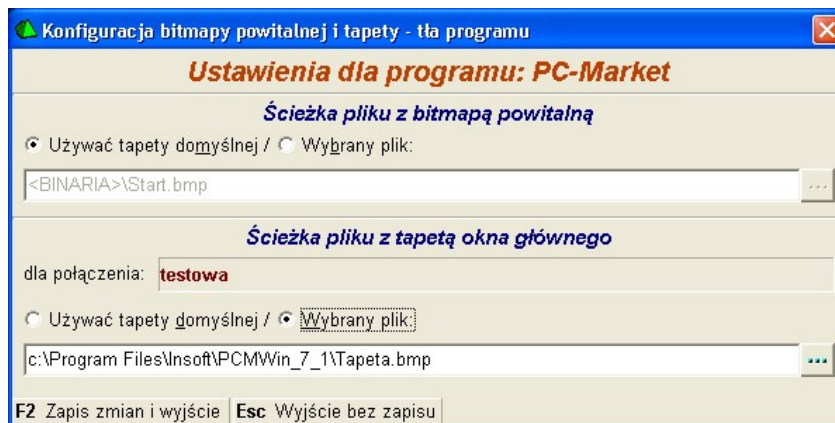 Konfiguracja bitmapy powitalnej i tapety - tła programu
Ustawienia dla programu: PC-Market
Ścieżka pliku z bitmapą powitalną
Używać tapety domyślnej / Wybrany plik:
<BINARIA>\Start.bmp
...
Ścieżka pliku z tapetą okna głównego
dla połączenia: testowa
Używać tapety domyślnej / Wybrany plik:
c:\Program Files\Insoft\PCMWin_7_1\Tapeta.bmp
...
F2 Zapis zmian i wyjście Esc Wyjście bez zapisu